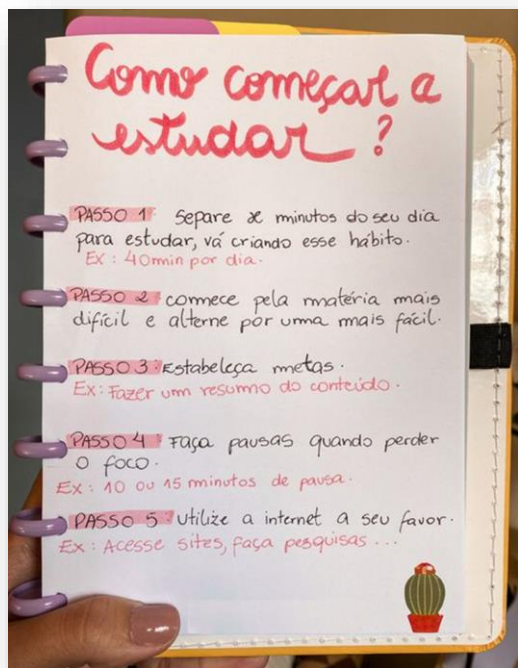 Como começar a
estudar?
PASSO 1: Separe x minutos do seu dia
para estudar, vá criando esse hábito.
EX: 40min por dia.
PASSO 2: comece pela matéria mais
difícil e alterne por uma mais fácil.
PASSO 3: Estabeleça metas.
Ex: Fazer um resumo do conteúdo.
PASSO 4: Faça pausas quando perder
o foco.
Ex: 10 ou 15 minutos de pausa.
PASSO 5: Utilize a internet a seu favor.
Ex: Acesse sites, faça pesquisas...